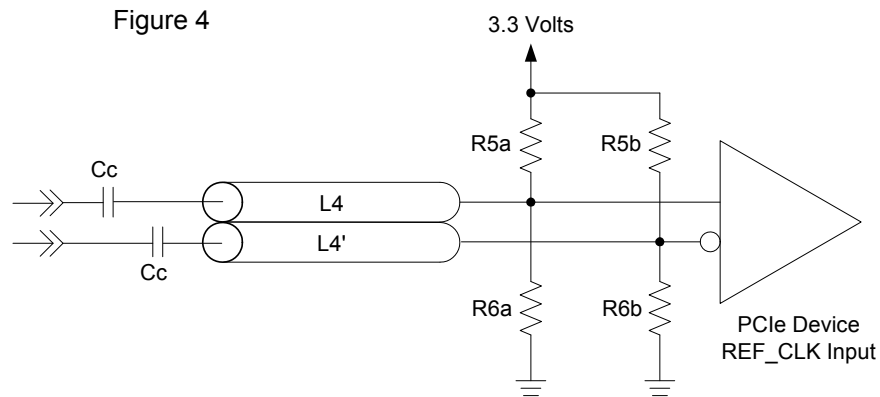 Figure 4
3.3 Volts
R5a
R5b
Cc
L4
L4'
Cc
R6a
R6b
PCIe Device
REF_CLK Input